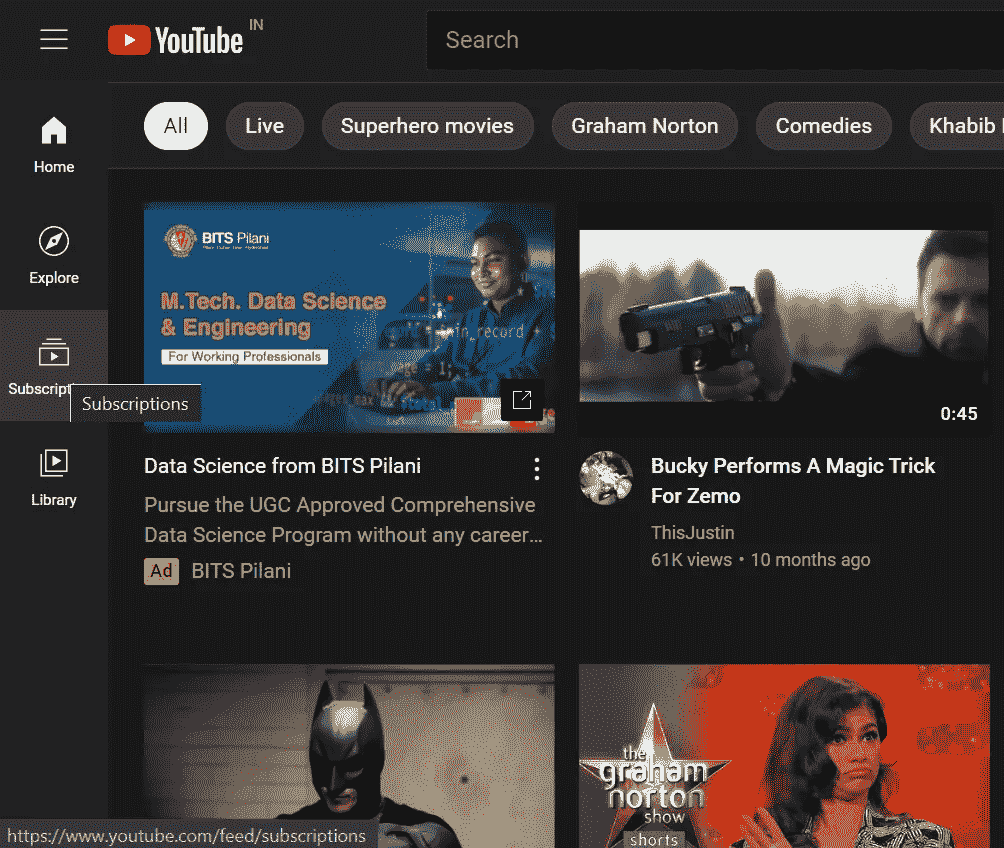 YouTube IN
Search
All
Live
Superhero movies
Graham Norton
Comedies
Khabib
Home
Explore
Subscript
Subscriptions
Library
BITS Pilani
M.Tech. Data Science
& Engineering
For Working Professionals
Data Science from BITS Pilani
Pursue the UGC Approved Comprehensive
Data Science Program without any career...
Ad BITS Pilani
0:45
Bucky Performs A Magic Trick
For Zemo
ThisJustin
61K views • 10 months ago
the
graham
norton
show
shorts
https://www.youtube.com/feed/subscriptions